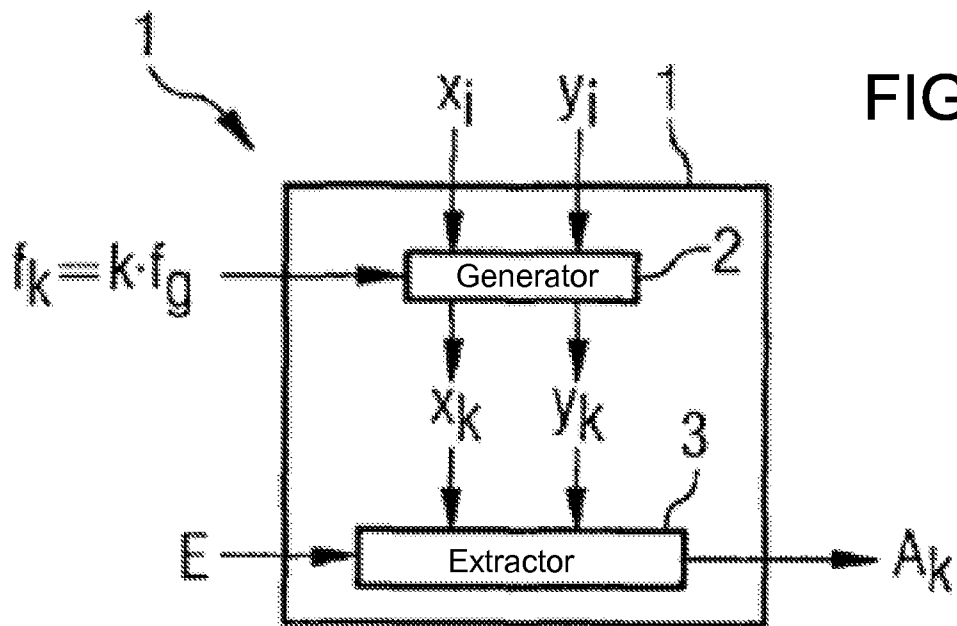 1
x_i y_i 1 FIG
f_k = k·f_g Generator 2
x_k y_k
3
E Extractor A_k